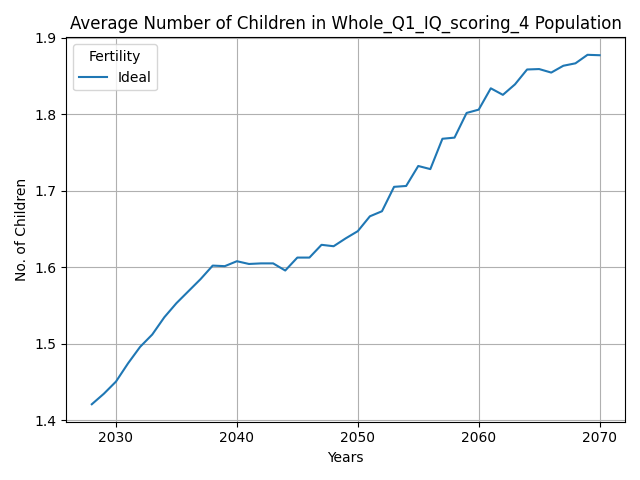 Average Number of Children in Whole_Q1_IQ_scoring_4 Population
Fertility
Ideal
No. of Children
1.9
1.8
1.7
1.6
1.5
1.4
2030 2040 2050 2060 2070
Years